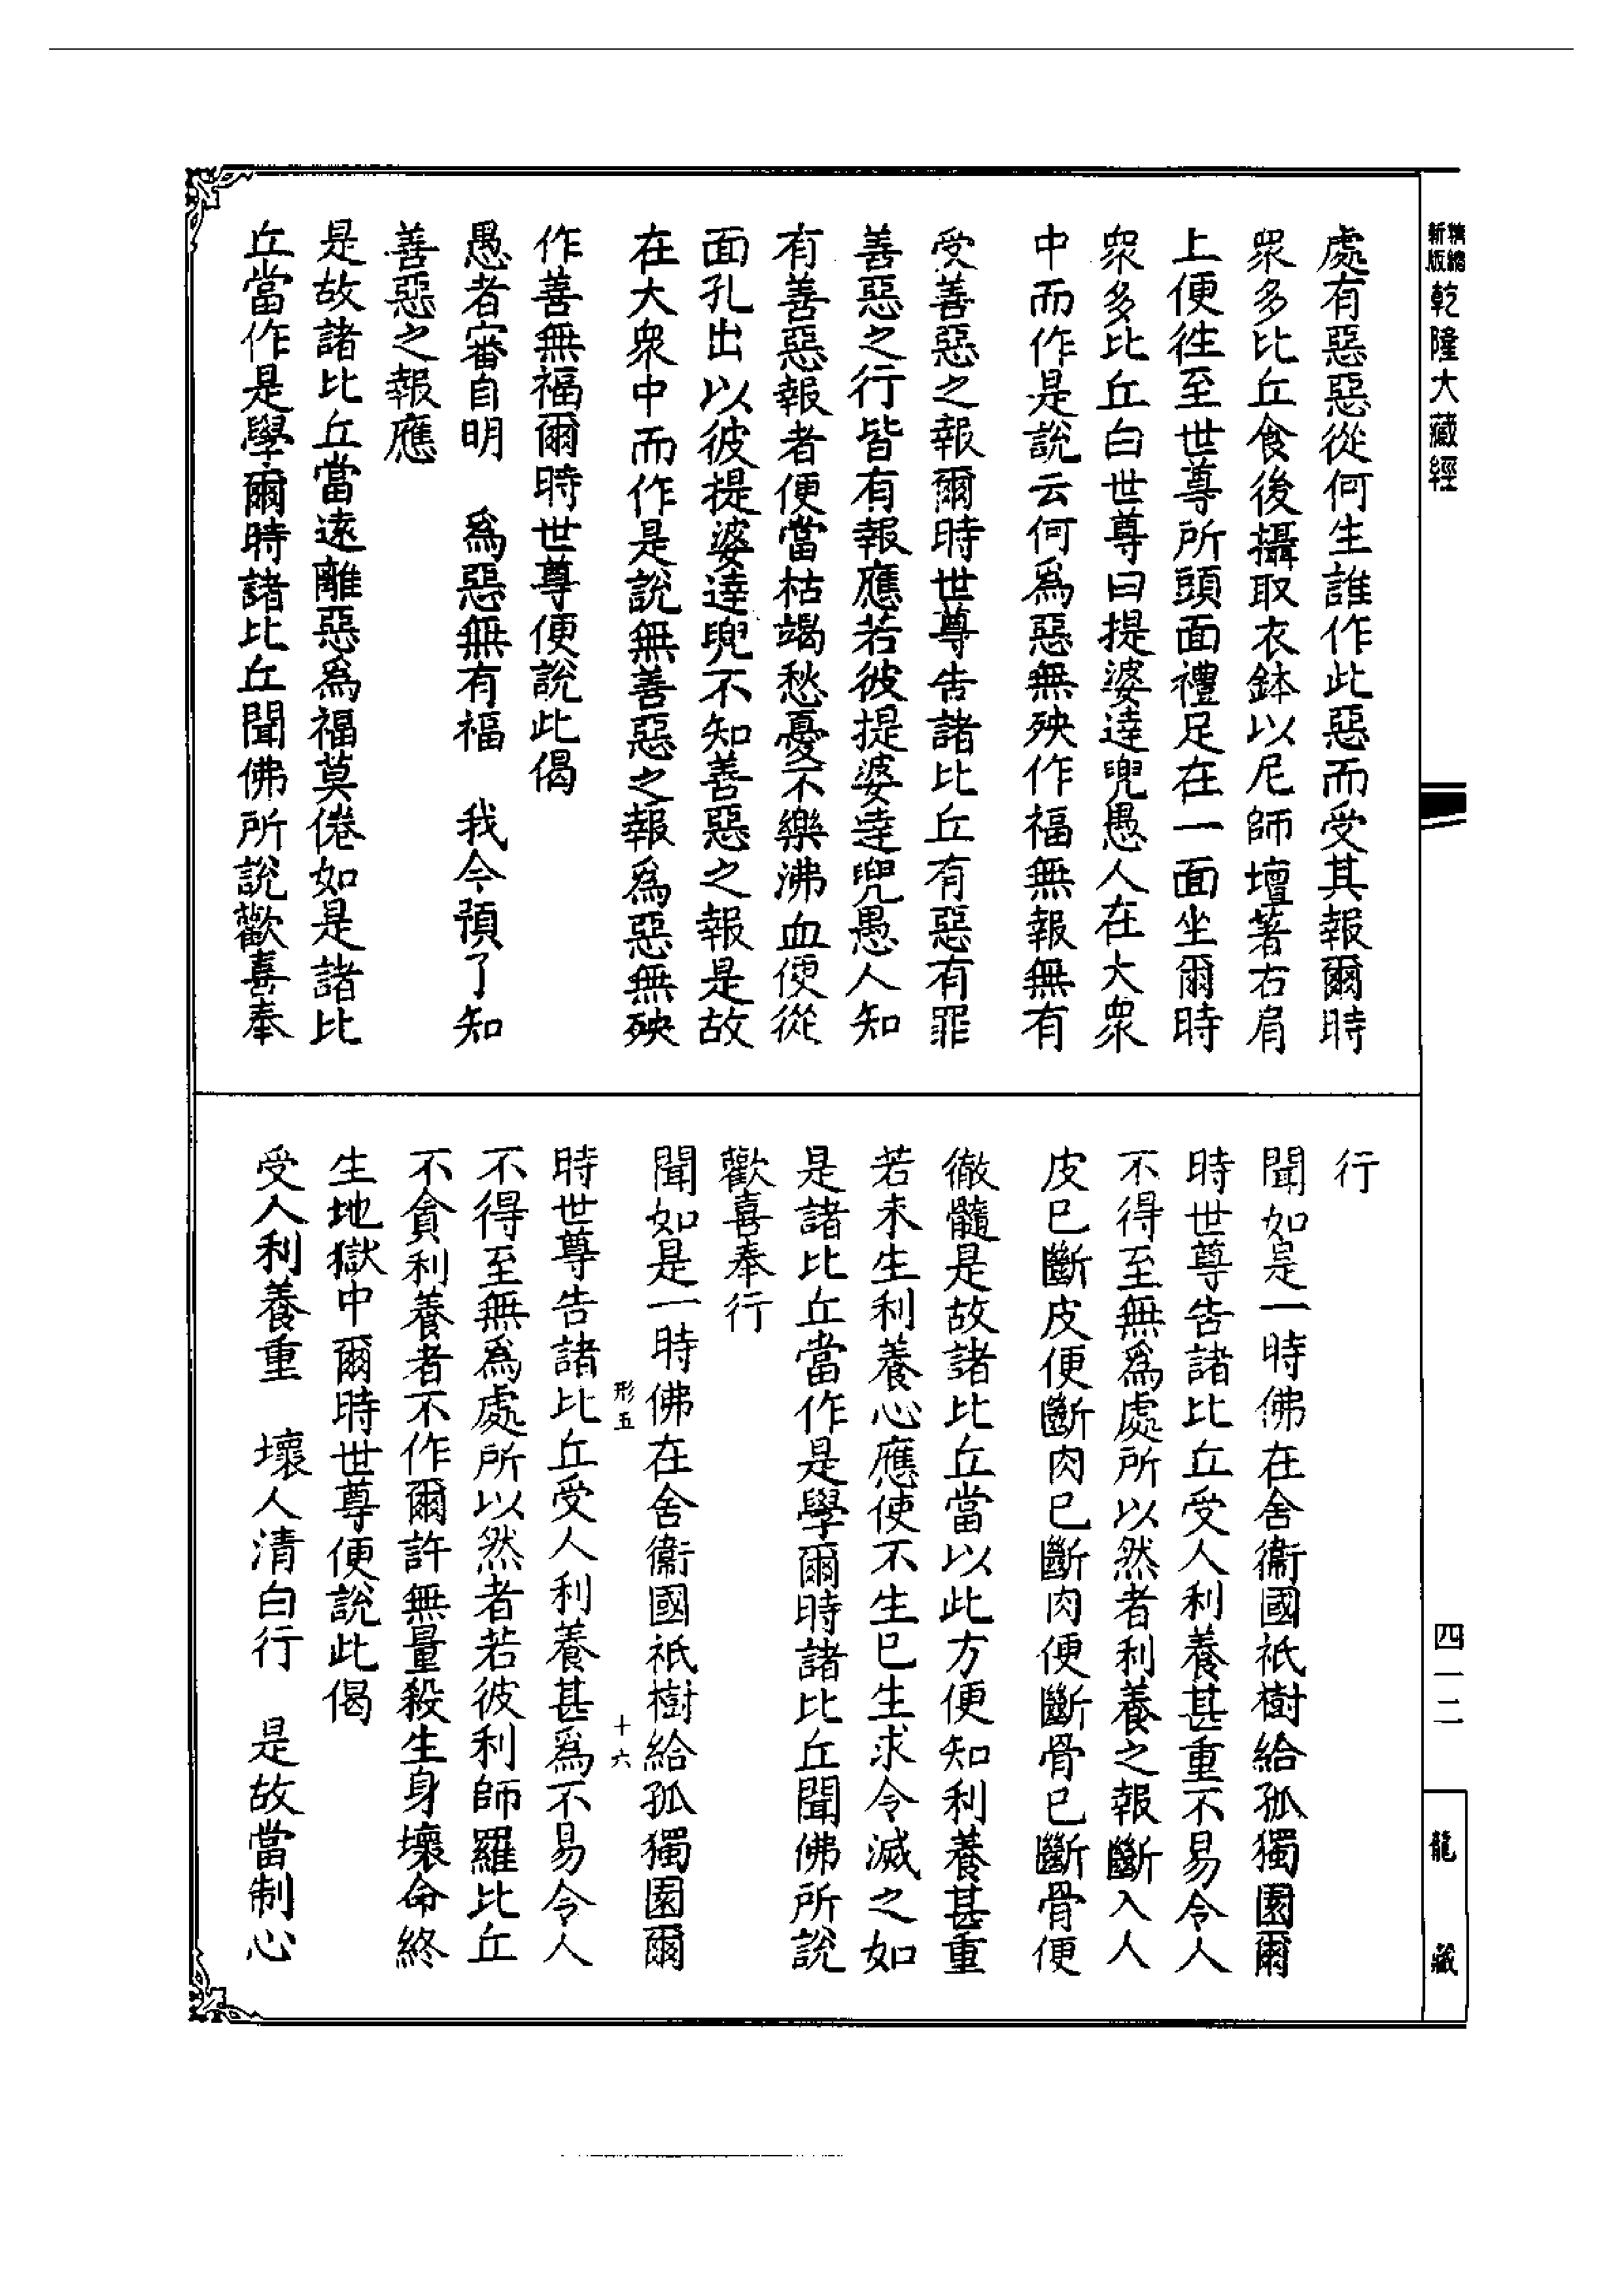 新版精縮乾隆大藏經
處有惡惡從何生誰作此惡而受其報爾時
衆多比丘食後攝取衣鉢以尼師壇著右肩
上便往至世尊所頭面禮足在一面坐爾時
衆多比丘白世尊曰提婆達兜愚人在大衆
中而作是說云何爲惡無殃作福無報無有
受善惡之報爾時世尊告諸比丘有惡有罪
善惡之行皆有報應若彼提婆達兜愚人知
有善惡報者便當枯竭愁憂不樂沸血便從
面孔出以彼提婆達兜不知善惡之報是故
在大衆中而作是說無善惡之報爲惡無殃
作善無福爾時世尊便說此偈
愚者審自明　爲惡無有福　我今預了知
善惡之報應
是故諸比丘當遠離惡爲福莫倦如是諸比
丘當作是學爾時諸比丘聞佛所說歡喜奉
行
聞如是一時佛在舍衞國祇樹給孤獨園爾
時世尊告諸比丘受人利養甚重不易令人
不得至無爲處所以然者利養之報斷入人
皮已斷皮便斷肉已斷肉便斷骨已斷骨便
徹髓是故諸比丘當以此方便知利養甚重
若未生利養心應使不生已生求令滅之如
是諸比丘當作是學爾時諸比丘聞佛所說
歡喜奉行
聞如是一時佛在舍衞國祇樹給孤獨園爾
形五　十六
時世尊告諸比丘受人利養甚爲不易令人
不得至無爲處所以然者若彼利師羅比丘
不貪利養者不作爾許無量殺生身壞命終
生地獄中爾時世尊便說此偈
受人利養重　壞人清白行　是故當制心
四一二
龍藏